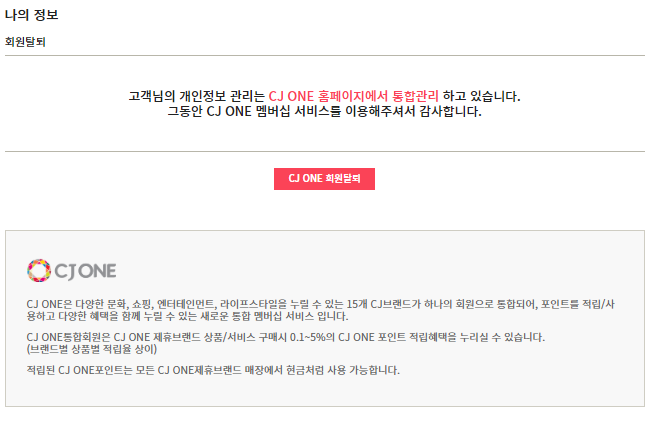 나의 정보
회원탈퇴
고객님의 개인정보 관리는 CJ ONE 홈페이지에서 통합관리 하고 있습니다.
그동안 CJ ONE 멤버십 서비스를 이용해주셔서 감사합니다.
CJ ONE 회원탈퇴
CJ ONE
CJ ONE은 다양한 문화, 쇼핑, 엔터테인먼트, 라이프스타일을 누릴 수 있는 15개 CJ브랜드가 하나의 회원으로 통합되어, 포인트를 적립/사
용하고 다양한 혜택을 함께 누릴 수 있는 새로운 통합 멤버십 서비스 입니다.
CJ ONE통합회원은 CJ ONE 제휴브랜드 상품/서비스 구매시 0.1~5%의 CJ ONE 포인트 적립혜택을 누리실 수 있습니다.
(브랜드별 상품별 적립율 상이)
적립된 CJ ONE포인트는 모든 CJ ONE제휴브랜드 매장에서 현금처럼 사용 가능합니다.